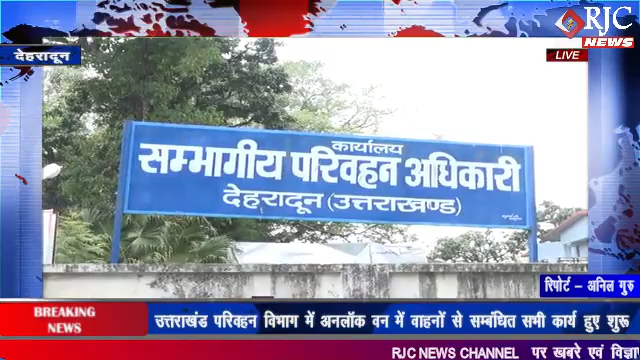 RJC
NEWS
देहरादून
LIVE
कार्यालय
सम्भागीय परिवहन अधिकारी
देहरादून (उत्तराखण्ड)
रिपोर्ट – अनिल गुरु
BREAKING
NEWS
उत्तराखंड परिवहन विभाग में अनलॉक वन में वाहनों से सम्बंधित सभी कार्य हुए शुरू
RJC NEWS CHANNEL पर खबरे एवं विज्ञा